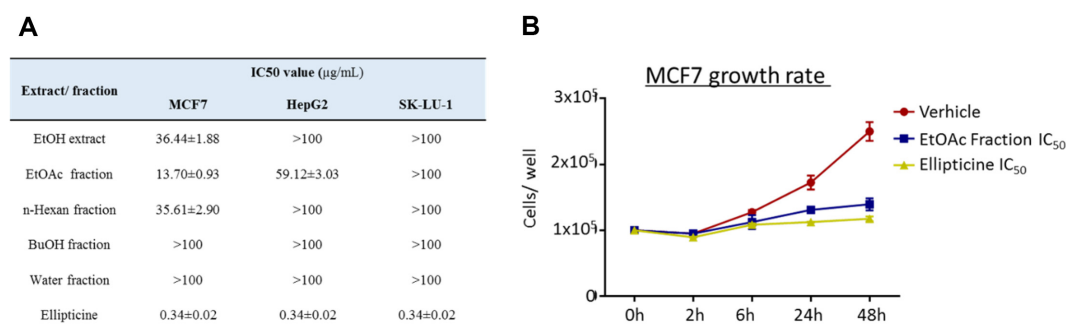 A
IC50 value (µg/mL)
Extract/ fraction
MCF7 HepG2 SK-LU-1
EtOH extract 36.44±1.88 >100 >100
EtOAc fraction 13.70±0.93 59.12±3.03 >100
n-Hexan fraction 35.61±2.90 >100 >100
BuOH fraction >100 >100 >100
Water fraction >100 >100 >100
Ellipticine 0.34±0.02 0.34±0.02 0.34±0.02
B
MCF7 growth rate
Cells/ well
3x10⁵
2x10⁵
1x10⁵
0
0h 2h 6h 24h 48h
Verhicle
EtOAc Fraction IC₅₀
Ellipticine IC₅₀